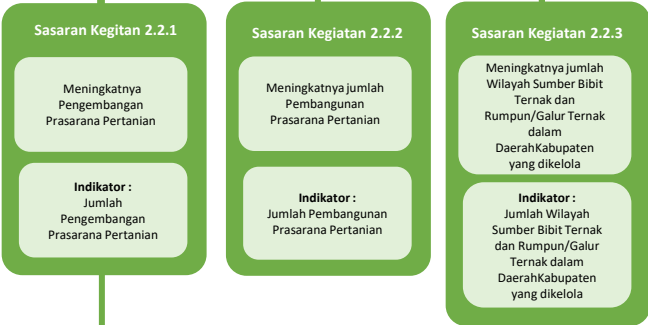 Sasaran Kegitan 2.2.1
Meningkatnya
Pengembangan
Prasarana Pertanian
Indikator :
Jumlah
Pengembangan
Prasarana Pertanian
Sasaran Kegiatan 2.2.2
Meningkatnya jumlah
Pembangunan
Prasarana Pertanian
Indikator :
Jumlah Pembangunan
Prasarana Pertanian
Sasaran Kegiatan 2.2.3
Meningkatnya jumlah
Wilayah Sumber Bibit
Ternak dan
Rumpun/Galur Ternak
dalam
DaerahKabupaten
yang dikelola
Indikator :
Jumlah Wilayah
Sumber Bibit Ternak
dan Rumpun/Galur
Ternak dalam
DaerahKabupaten
yang dikelola